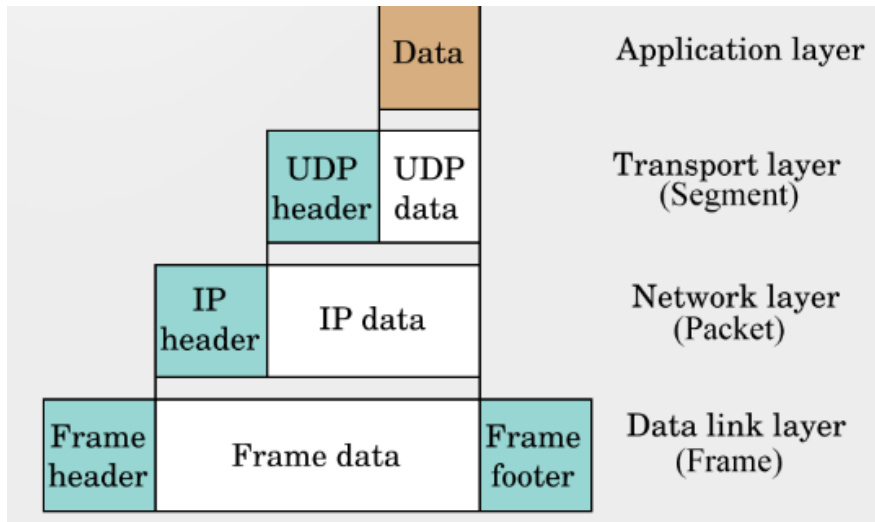 Data
Application layer
UDP
header
UDP
data
Transport layer
(Segment)
IP
header
IP data
Network layer
(Packet)
Frame
header
Frame data
Frame
footer
Data link layer
(Frame)